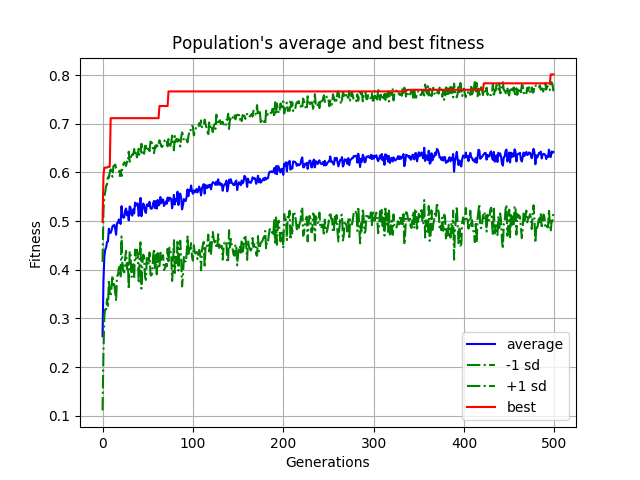 Population's average and best fitness
Fitness
0.8
0.7
0.6
0.5
0.4
0.3
0.2
0.1
0
100
200
300
400
500
Generations
average
-1 sd
+1 sd
best